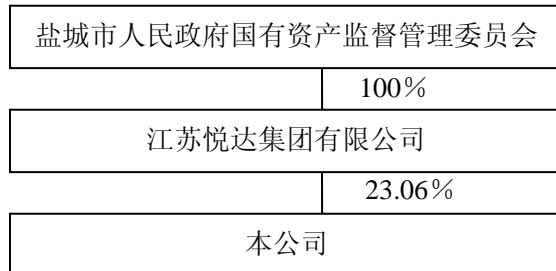 盐城市人民政府国有资产监督管理委员会
100％
江苏悦达集团有限公司
23.06％
本公司